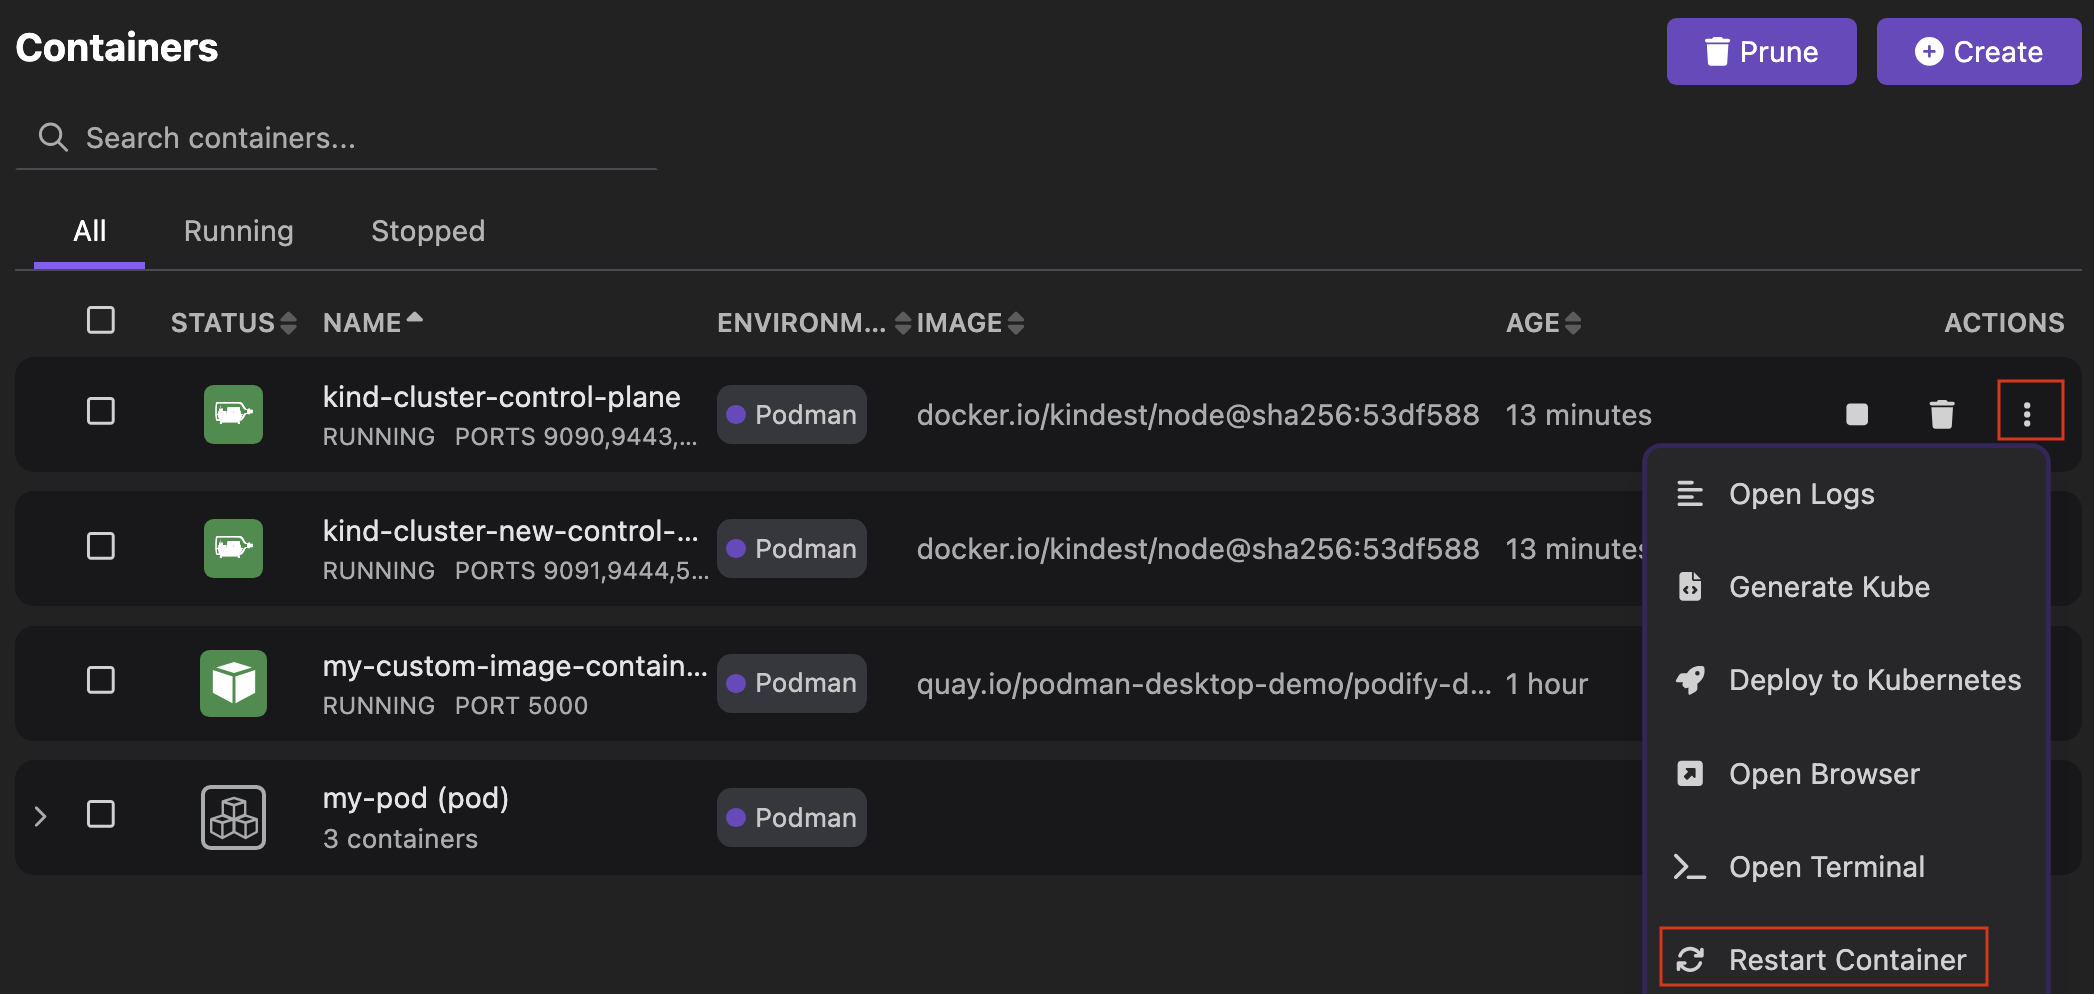 Containers
Prune
Create
Search containers...
All Running Stopped
STATUS NAME ENVIRONM... IMAGE AGE ACTIONS
kind-cluster-control-plane
RUNNING PORTS 9090,9443,...
Podman
docker.io/kindest/node@sha256:53df588
13 minutes
kind-cluster-new-control-...
RUNNING PORTS 9091,9444,5...
Podman
docker.io/kindest/node@sha256:53df588
13 minutes
my-custom-image-contain...
RUNNING PORT 5000
Podman
quay.io/podman-desktop-demo/podify-d...
1 hour
my-pod (pod)
3 containers
Podman
Open Logs
Generate Kube
Deploy to Kubernetes
Open Browser
Open Terminal
Restart Container